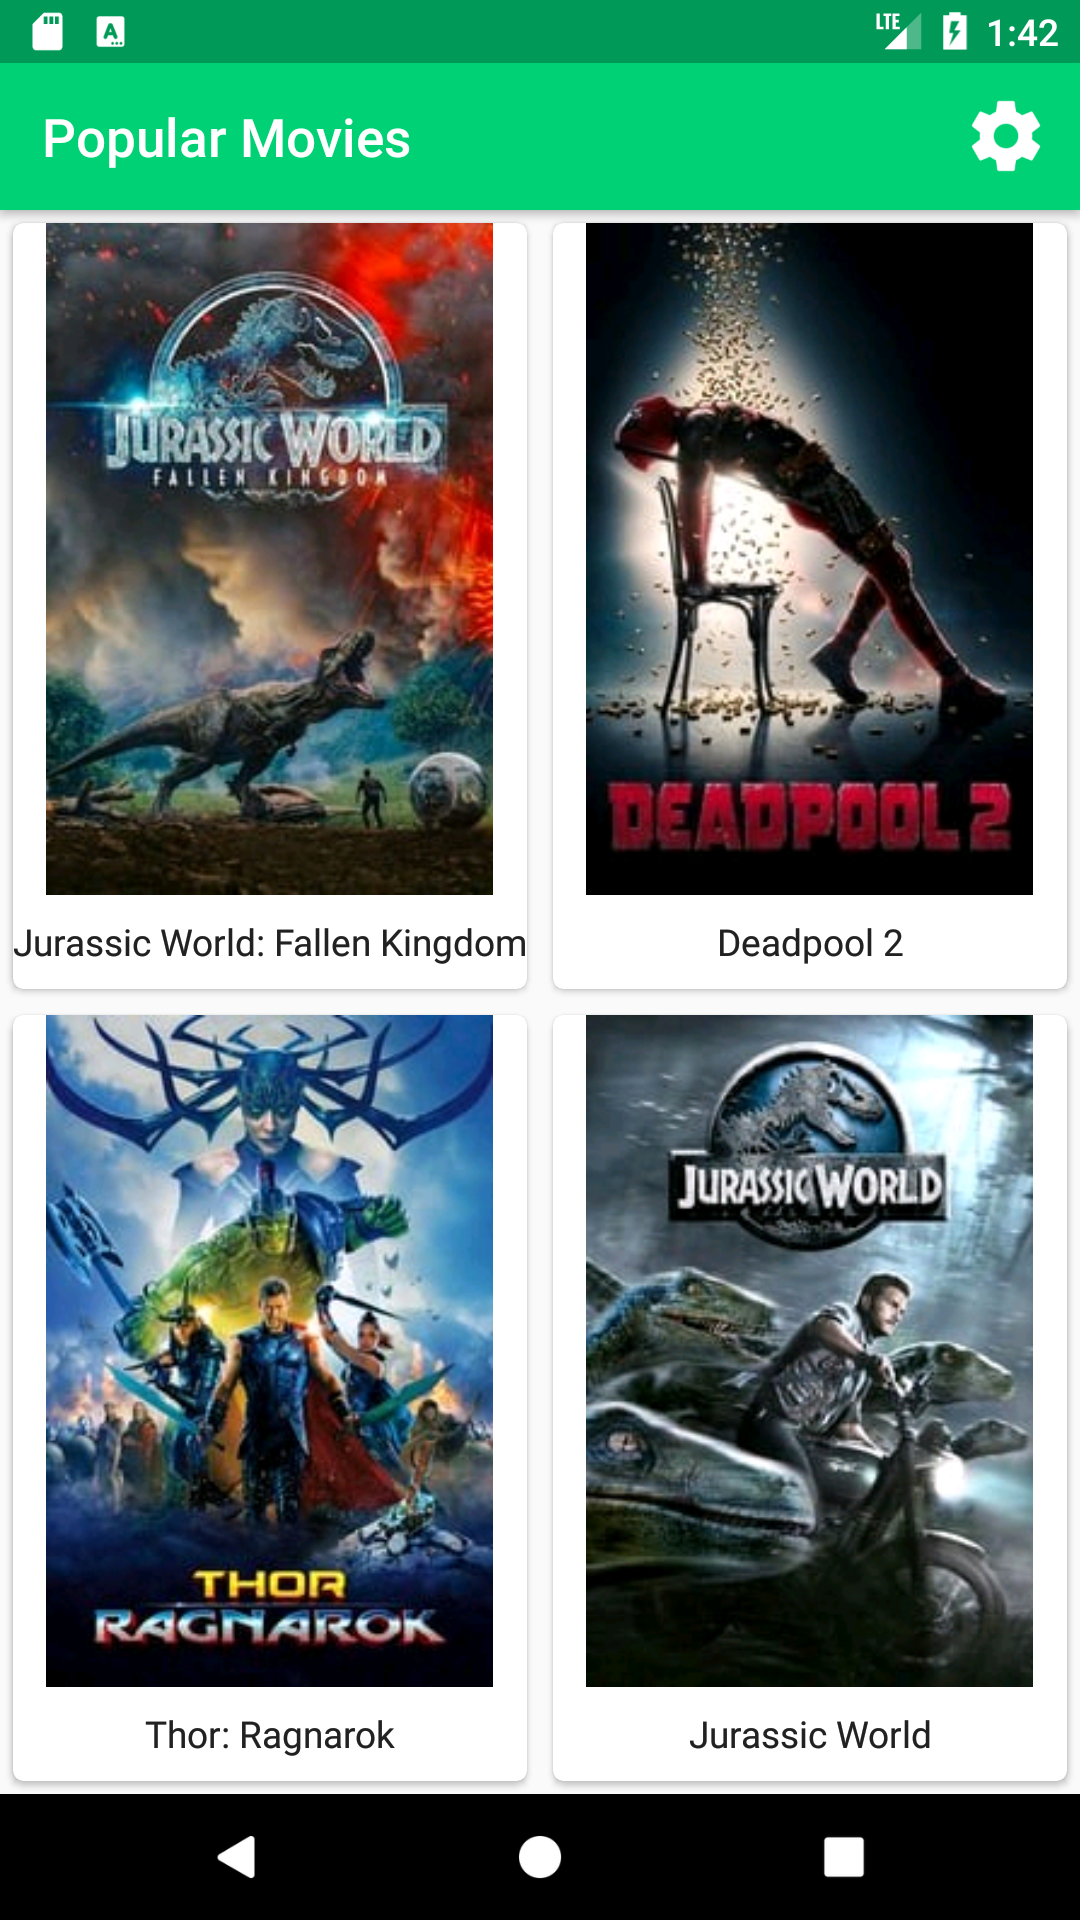 LTE 1:42
Popular Movies
JURASSIC WORLD
FALLEN KINGDOM
DEADPOOL 2
Jurassic World: Fallen Kingdom
Deadpool 2
JURASSIC WORLD
THOR
RAGNAROK
Thor: Ragnarok
Jurassic World